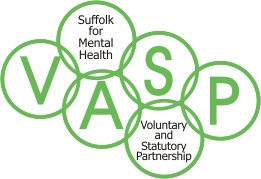 Suffolk
for
Mental
Health
V A S P
Voluntary
and
Statutory
Partnership